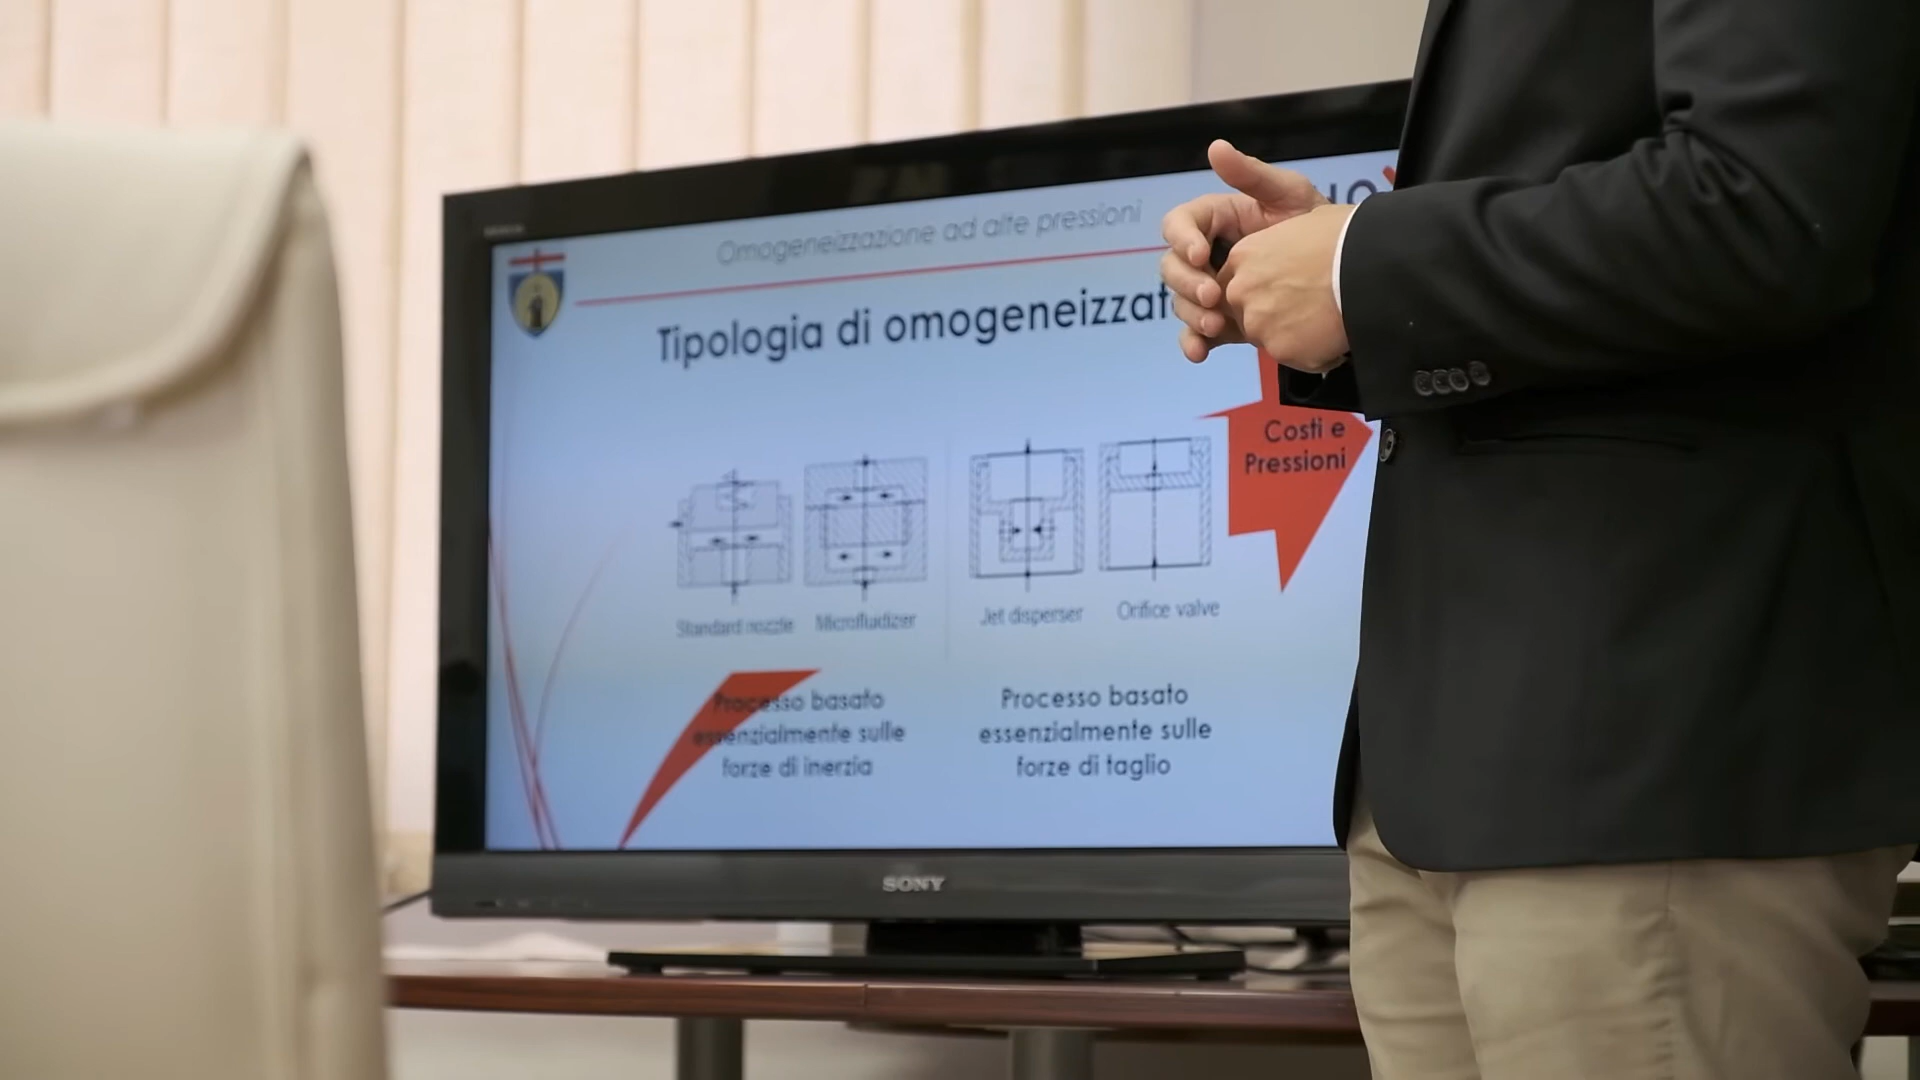 Omogeneizzazione ad alte pressioni
Tipologia di omogeneizzat
Costi e
Pressioni
Standard nozzle
Microfluidizer
Jet disperser
Orifice valve
Processo basato
essenzialmente sulle
forze di inerzia
Processo basato
essenzialmente sulle
forze di taglio
SONY